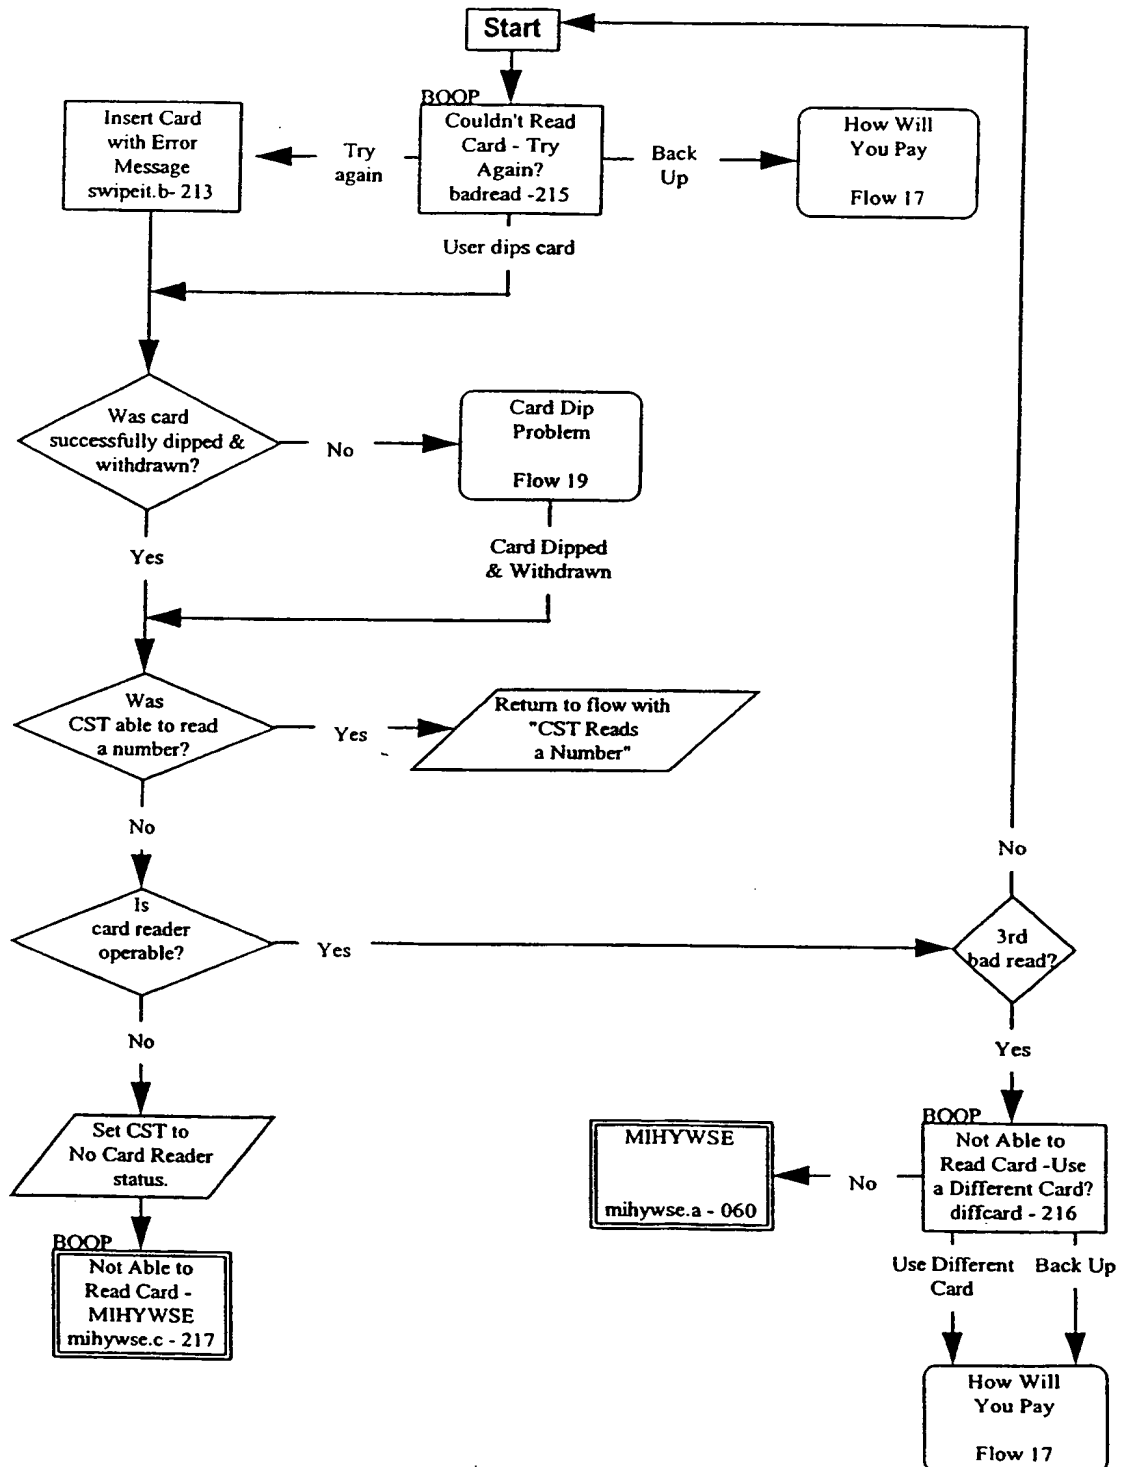 Start
BOOP
Couldn't Read
Card - Try
Again?
badread -215
Insert Card
with Error
Message
swipeit.b- 213
Try
again
Back
Up
How Will
You Pay
Flow 17
User dips card
Was card
successfully dipped &
withdrawn?
No
Card Dip
Problem
Flow 19
Yes
Card Dipped
& Withdrawn
Was
CST able to read
a number?
Yes
Return to flow with
"CST Reads
a Number"
No
No
Is
card reader
operable?
Yes
3rd
bad read?
No
Yes
Set CST to
No Card Reader
status.
BOOP
Not Able to
Read Card -
MIHYWSE
mihywse.c - 217
MIHYWSE
mihywse.a - 060
No
BOOP
Not Able to
Read Card -Use
a Different Card?
diffcard - 216
Use Different
Card
Back Up
How Will
You Pay
Flow 17